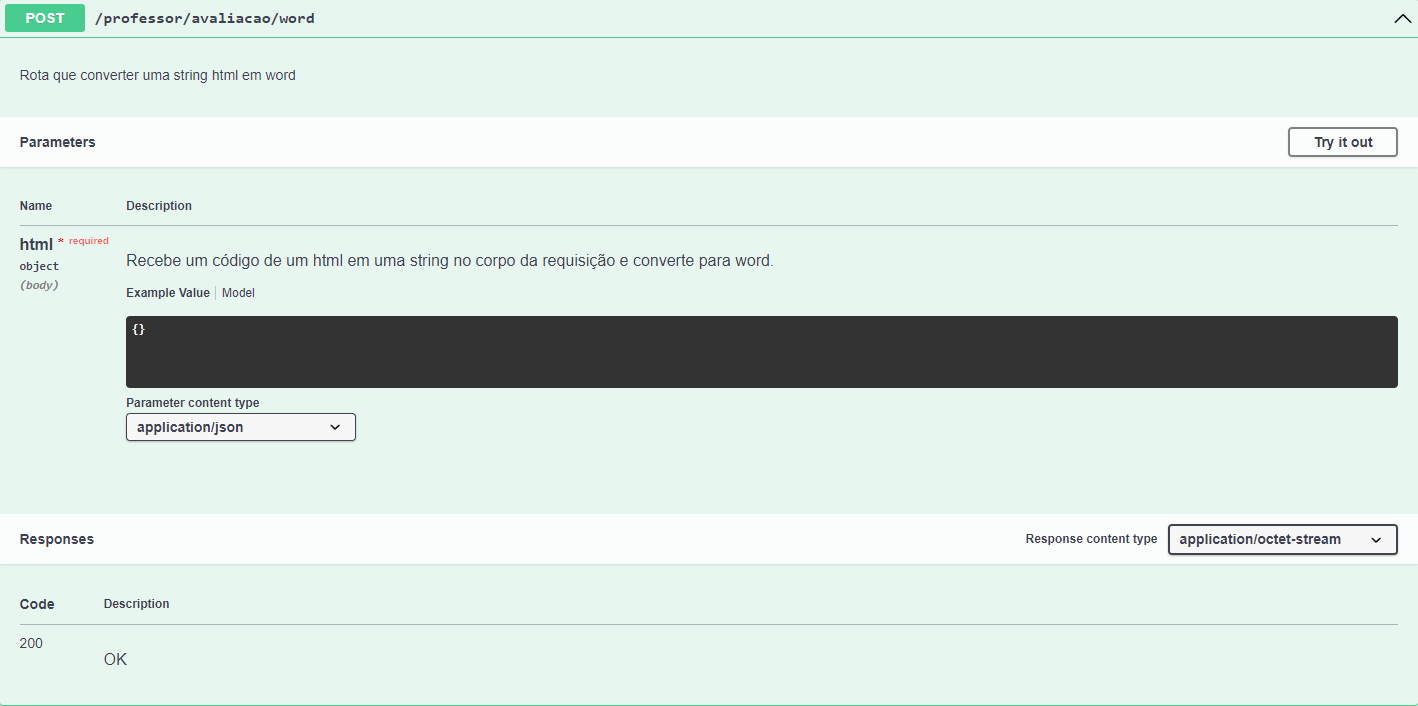 POST /professor/avaliacao/word
Rota que converter uma string html em word
Parameters
Try it out
Name Description
html * required
object
(body)
Recebe um código de um html em uma string no corpo da requisição e converte para word.
Example Value Model
{}
Parameter content type
application/json
Responses
Response content type application/octet-stream
Code Description
200
OK